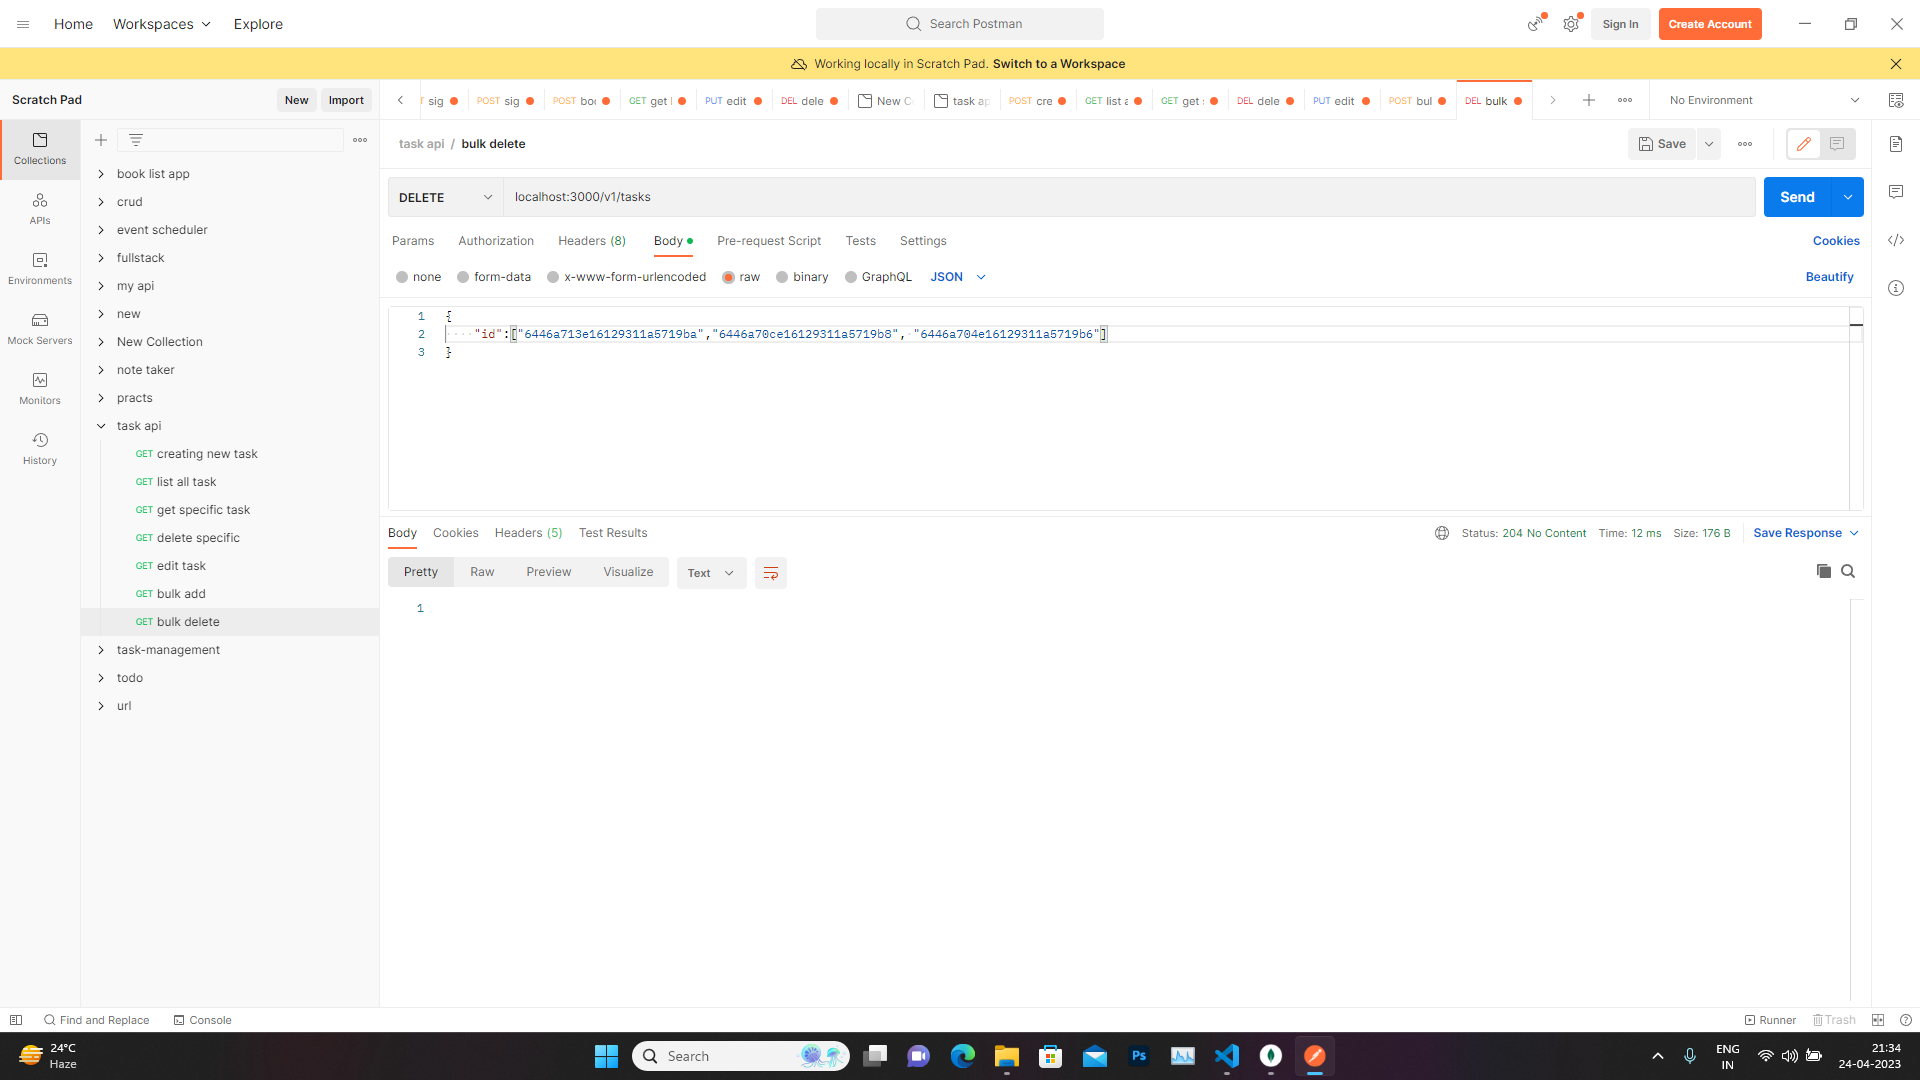 Home Workspaces Explore Search Postman Sign In Create Account
Working locally in Scratch Pad. Switch to a Workspace
Scratch Pad New Import
sig POST sig POST boo GET get PUT edit DEL dele New C task ap POST cre GET list a GET get DEL dele PUT edit POST bul DEL bulk No Environment
Collections
APIs
Environments
Mock Servers
Monitors
History
book list app
crud
event scheduler
fullstack
my api
new
New Collection
note taker
practs
task api
GET creating new task
GET list all task
GET get specific task
GET delete specific
GET edit task
GET bulk add
GET bulk delete
task-management
todo
url
task api / bulk delete Save
DELETE localhost:3000/v1/tasks Send
Params Authorization Headers (8) Body Pre-request Script Tests Settings Cookies
none form-data x-www-form-urlencoded raw binary GraphQL JSON Beautify
1 {
2 "id":["6446a713e16129311a5719ba","6446a70ce16129311a5719b8", "6446a704e16129311a5719b6"]
3 }
Body Cookies Headers (5) Test Results Status: 204 No Content Time: 12 ms Size: 176 B Save Response
Pretty Raw Preview Visualize Text
1
Find and Replace Console Runner Trash
24°C
Haze
Search
Ps
ENG
IN
21:34
24-04-2023